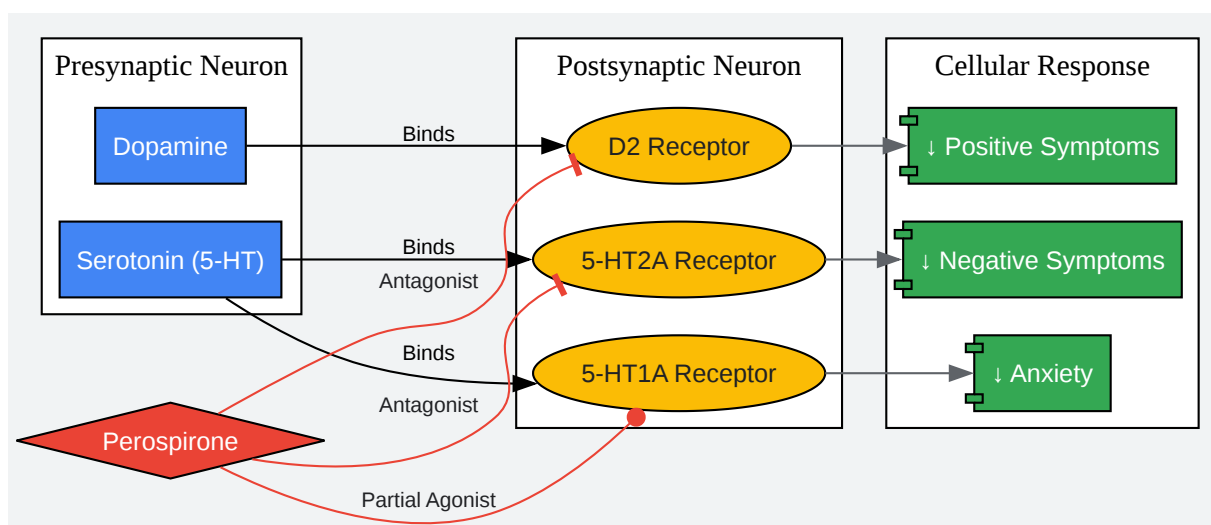 Presynaptic Neuron
Postsynaptic Neuron
Cellular Response
Dopamine
Binds
D2 Receptor
↓ Positive Symptoms
Serotonin (5-HT)
Binds
5-HT2A Receptor
↓ Negative Symptoms
Antagonist
Binds
5-HT1A Receptor
↓ Anxiety
Antagonist
Perospirone
Partial Agonist